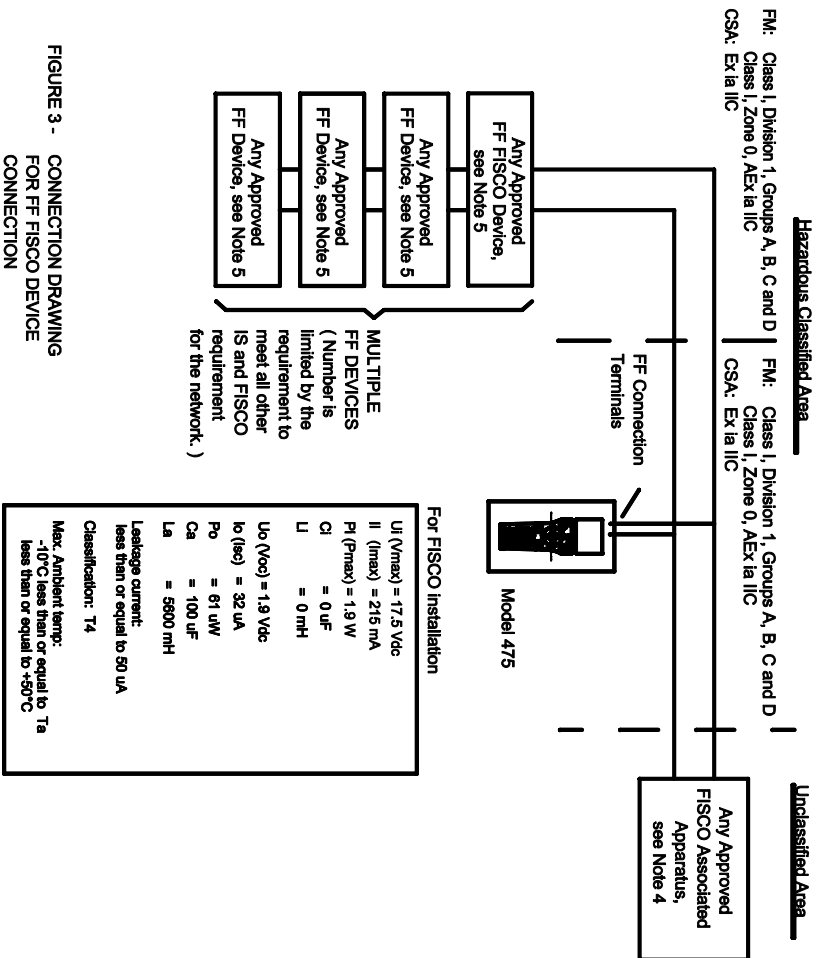 Hazardous Classified Area
Unclassified Area
FM: Class I, Division 1, Groups A, B, C and D
Class I, Zone 0, AEx ia IIC
CSA: Ex ia IIC
FM: Class I, Division 1, Groups A, B, C and D
Class I, Zone 0, AEx ia IIC
CSA: Ex ia IIC
Any Approved
FISCO Associated
Apparatus,
see Note 4
FF Connection
Terminals
Model 475
Any Approved
FF FISCO Device,
see Note 5
Any Approved
FF Device, see Note 5
Any Approved
FF Device, see Note 5
Any Approved
FF Device, see Note 5
MULTIPLE
FF DEVICES
( Number is
limited by the
requirement to
meet all other
IS and FISCO
requirement
for the network. )
For FISCO installation
Ui (Vmax) = 17.5 Vdc
Ii (Imax) = 215 mA
Pi (Pmax) = 1.9 W
Ci = 0 uF
Li = 0 mH
Uo (Voc) = 1.9 Vdc
Io (Isc) = 32 uA
Po = 61 uW
Ca = 100 uF
La = 5600 mH
Leakage current:
less than or equal to 50 uA
Classification: T4
Max. Ambient temp:
-10°C less than or equal to Ta
less than or equal to +50°C
FIGURE 3 - CONNECTION DRAWING
FOR FF FISCO DEVICE
CONNECTION